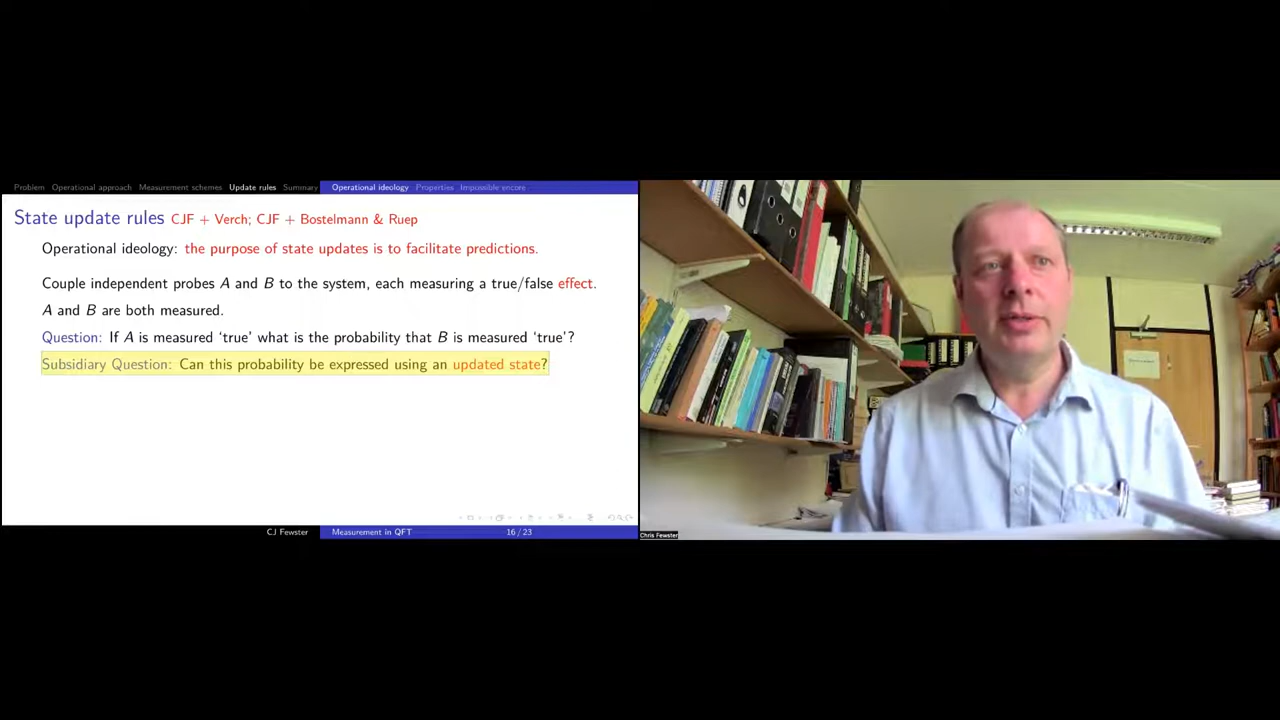 Problem Operational approach Measurement schemes Update rules Summary Operational ideology Properties Impossible encore
State update rules CJF + Verch; CJF + Bostelmann & Ruep
Operational ideology: the purpose of state updates is to facilitate predictions.
Couple independent probes A and B to the system, each measuring a true/false effect.
A and B are both measured.
Question: If A is measured ‘true’ what is the probability that B is measured ‘true’?
Subsidiary Question: Can this probability be expressed using an updated state?
CJ Fewster Measurement in QFT 16 / 23
Chris Fewster